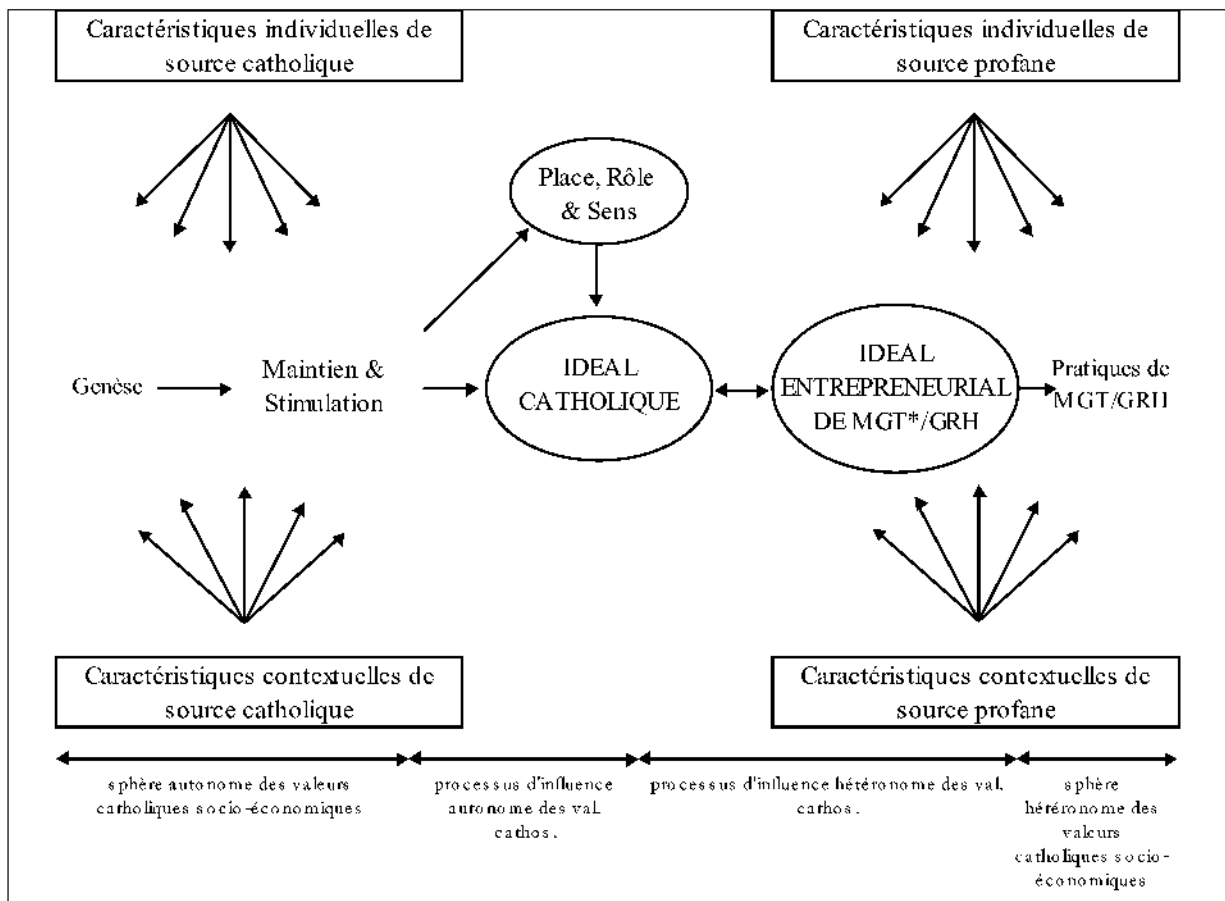 Caractéristiques individuelles de
source catholique
Caractéristiques individuelles de
source profane
Place, Rôle
& Sens
Genèse
Maintien &
Stimulation
IDEAL
CATHOLIQUE
IDEAL
ENTREPRENEURIAL
DE MGT*/GRH
Pratiques de
MGT/GRH
Caractéristiques contextuelles de
source catholique
Caractéristiques contextuelles de
source profane
sphère autonome des valeurs
catholiques socio-économiques
processus d'influence
autonome des val.
cathos.
processus d'influence hétéronome des val.
cathos.
sphère
hétéronome des
valeurs
catholiques socio-
économiques